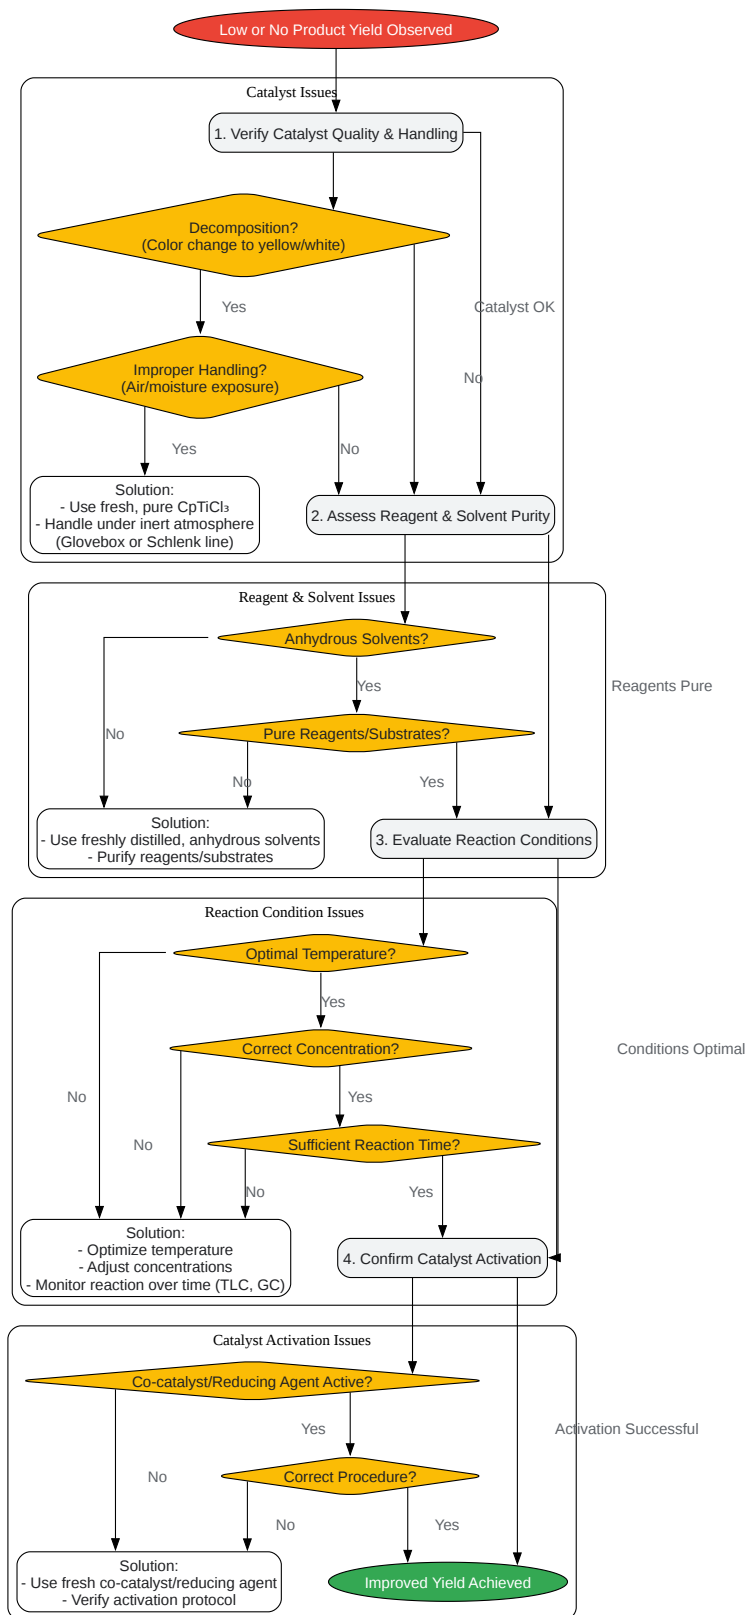 Low or No Product Yield Observed
Catalyst Issues
1. Verify Catalyst Quality & Handling
Decomposition?
(Color change to yellow/white)
Yes
Catalyst OK
Improper Handling?
(Air/moisture exposure)
No
Yes
No
Solution:
- Use fresh, pure CpTiCl₃
- Handle under inert atmosphere
(Glovebox or Schlenk line)
2. Assess Reagent & Solvent Purity
Reagent & Solvent Issues
Anhydrous Solvents?
Yes
Reagents Pure
No
Pure Reagents/Substrates?
No
Yes
Solution:
- Use freshly distilled, anhydrous solvents
- Purify reagents/substrates
3. Evaluate Reaction Conditions
Reaction Condition Issues
Optimal Temperature?
Yes
Correct Concentration?
Conditions Optimal
No
Yes
No
Sufficient Reaction Time?
No
Yes
Solution:
- Optimize temperature
- Adjust concentrations
- Monitor reaction over time (TLC, GC)
4. Confirm Catalyst Activation
Catalyst Activation Issues
Co-catalyst/Reducing Agent Active?
Yes
Activation Successful
No
Correct Procedure?
No
Yes
Solution:
- Use fresh co-catalyst/reducing agent
- Verify activation protocol
Improved Yield Achieved